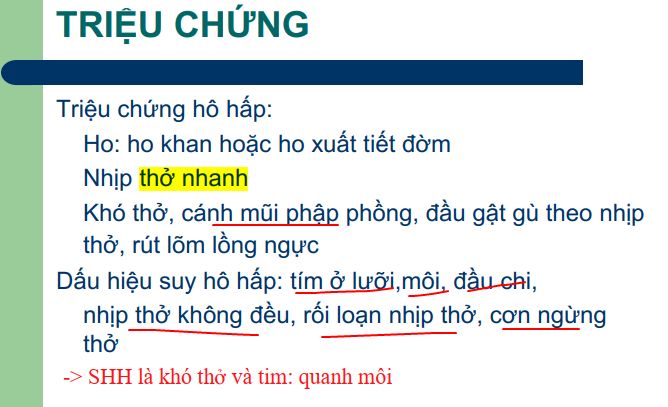 TRIỆU CHỨNG
Triệu chứng hô hấp:
Ho: ho khan hoặc ho xuất tiết đờm
Nhịp thở nhanh
Khó thở, cánh mũi phập phồng, đầu gật gù theo nhịp
thở, rút lõm lồng ngực
Dấu hiệu suy hô hấp: tím ở lưỡi,môi, đầu chi,
nhịp thở không đều, rối loạn nhịp thở, cơn ngừng
thở
-> SHH là khó thở và tim: quanh môi